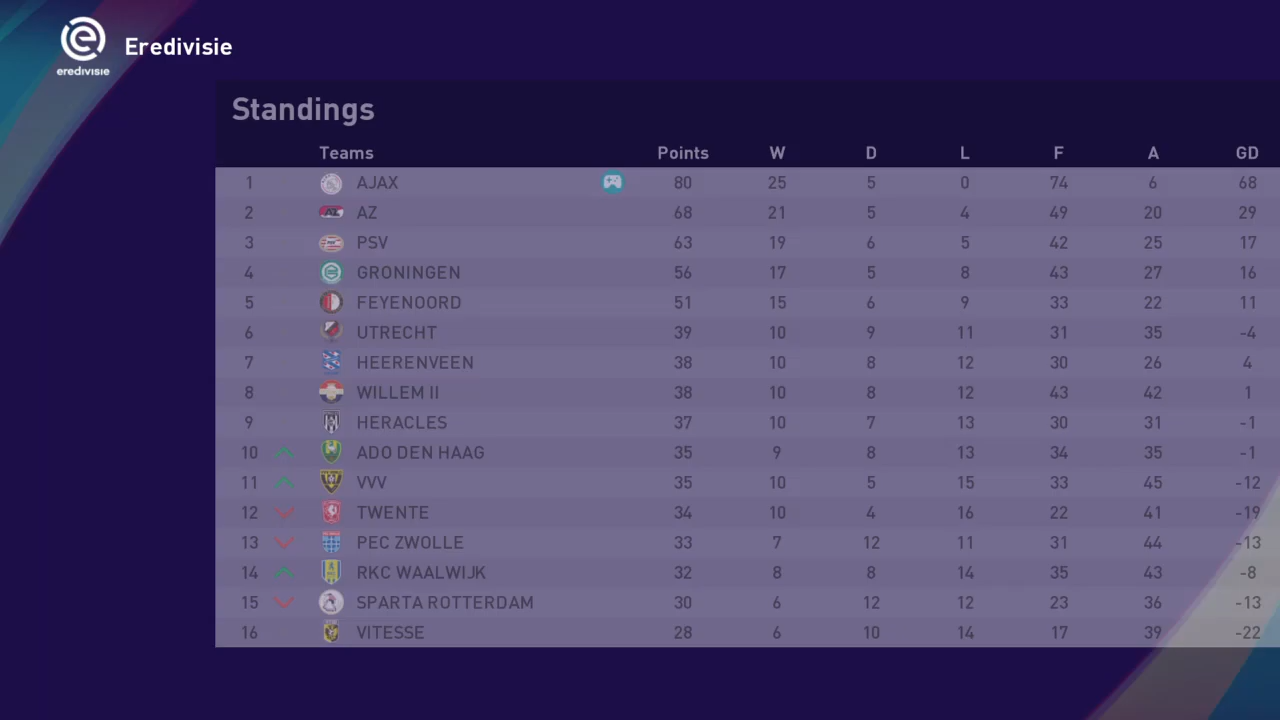 eredivisie
Eredivisie
Standings
Teams Points W D L F A GD
1 AJAX 80 25 5 0 74 6 68
2 AZ 68 21 5 4 49 20 29
3 PSV 63 19 6 5 42 25 17
4 GRONINGEN 56 17 5 8 43 27 16
5 FEYENOORD 51 15 6 9 33 22 11
6 UTRECHT 39 10 9 11 31 35 -4
7 HEERENVEEN 38 10 8 12 30 26 4
8 WILLEM II 38 10 8 12 43 42 1
9 HERACLES 37 10 7 13 30 31 -1
10 ADO DEN HAAG 35 9 8 13 34 35 -1
11 VVV 35 10 5 15 33 45 -12
12 TWENTE 34 10 4 16 22 41 -19
13 PEC ZWOLLE 33 7 12 11 31 44 -13
14 RKC WAALWIJK 32 8 8 14 35 43 -8
15 SPARTA ROTTERDAM 30 6 12 12 23 36 -13
16 VITESSE 28 6 10 14 17 39 -22